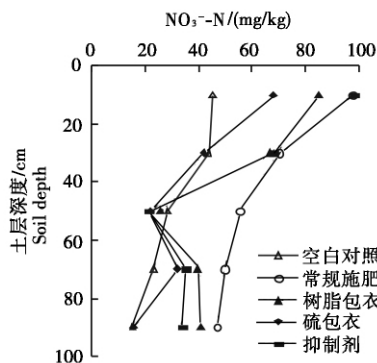 NO₃⁻-N/(mg/kg)
0 20 40 60 80 100
0
20
40
60
80
100
土层深度/cm
Soil depth
空白对照
常规施肥
树脂包衣
硫包衣
抑制剂